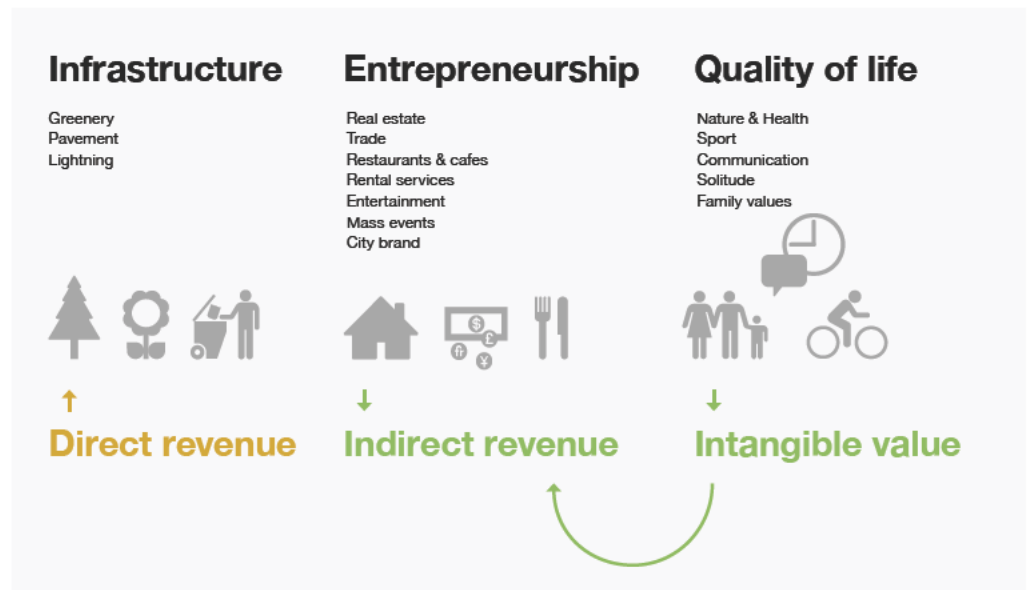 Infrastructure
Greenery
Pavement
Lightning
Entrepreneurship
Real estate
Trade
Restaurants & cafes
Rental services
Entertainment
Mass events
City brand
Quality of life
Nature & Health
Sport
Communication
Solitude
Family values
$
£
fr
¥
Direct revenue
Indirect revenue
Intangible value